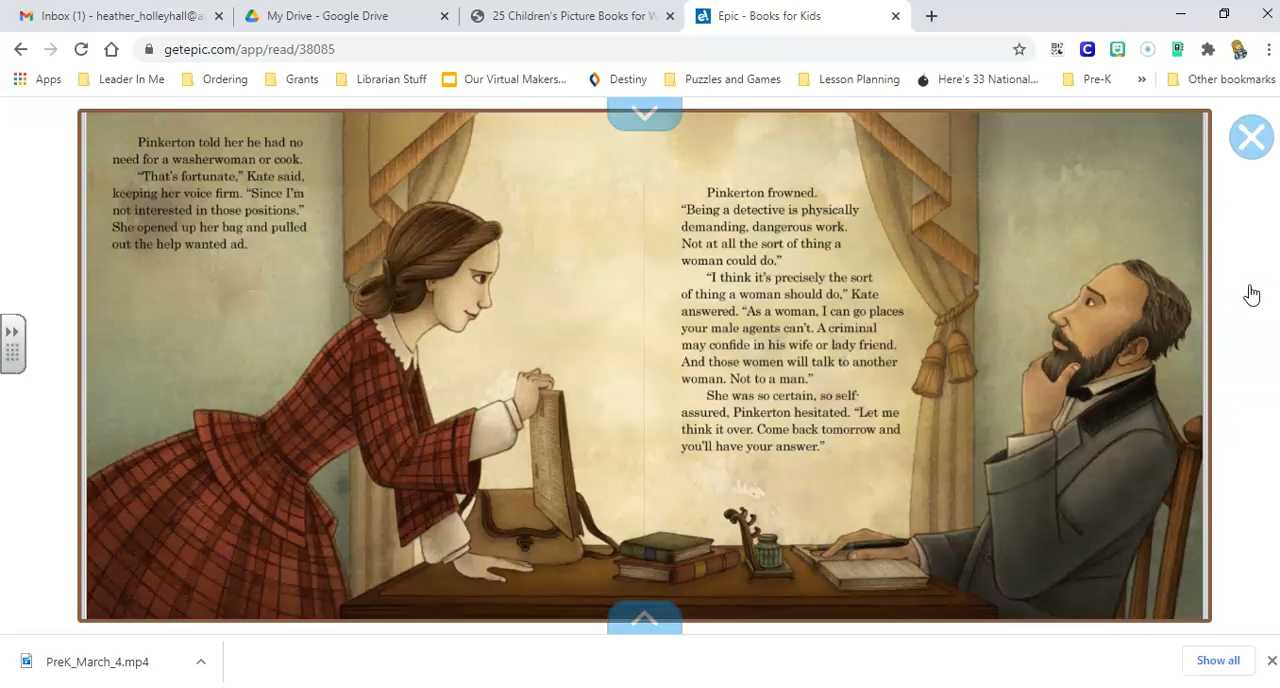 Inbox (1) - heather_holleyhall@a
My Drive - Google Drive
25 Children's Picture Books for W
Epic - Books for Kids
getepic.com/app/read/38085
Apps
Leader In Me
Ordering
Grants
Librarian Stuff
Our Virtual Makers...
Destiny
Puzzles and Games
Lesson Planning
Here's 33 National...
Pre-K
»
Other bookmarks
Pinkerton told her he had no
need for a washerwoman or cook.
“That’s fortunate,” Kate said,
keeping her voice firm. “Since I’m
not interested in those positions.”
She opened up her bag and pulled
out the help wanted ad.
Pinkerton frowned.
“Being a detective is physically
demanding, dangerous work.
Not at all the sort of thing a
woman could do.”
“I think it’s precisely the sort
of thing a woman should do,” Kate
answered. “As a woman, I can go places
your male agents can’t. A criminal
may confide in his wife or lady friend.
And those women will talk to another
woman. Not to a man.”
She was so certain, so self-
assured, Pinkerton hesitated. “Let me
think it over. Come back tomorrow and
you’ll have your answer.”
PreK_March_4.mp4
Show all